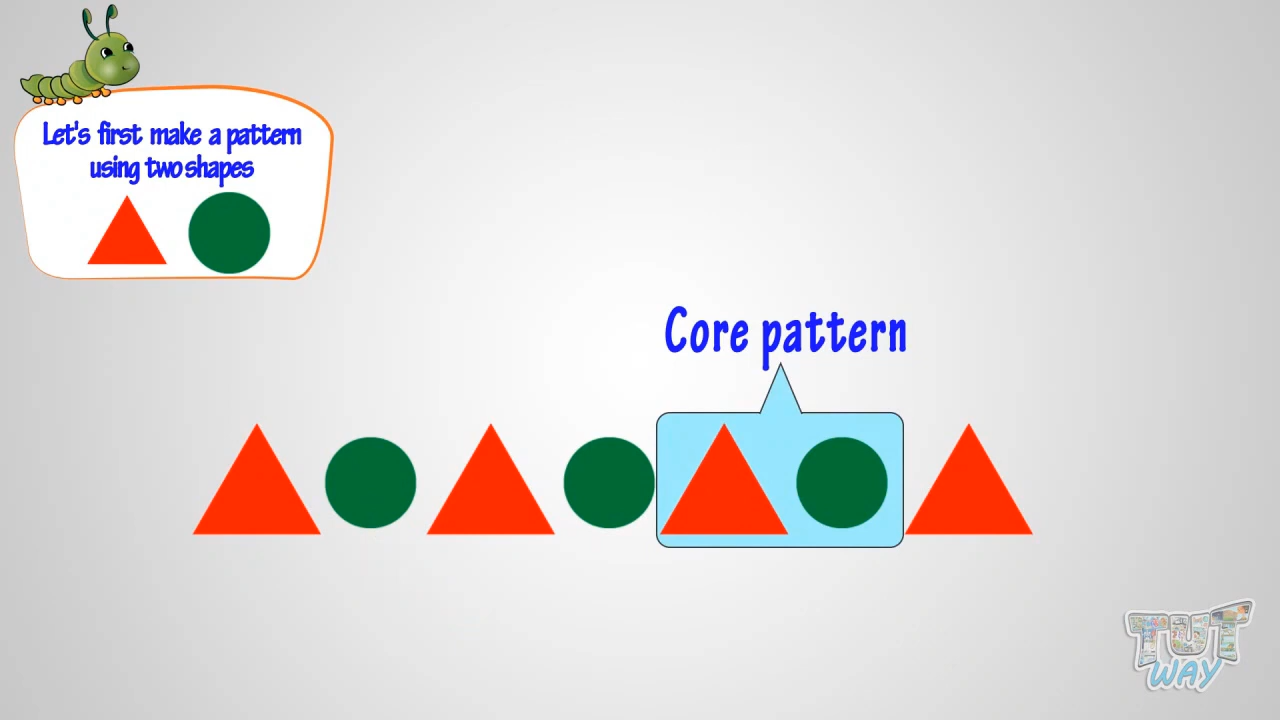 Let's first make a pattern
using two shapes
Core pattern
TUT
WAY